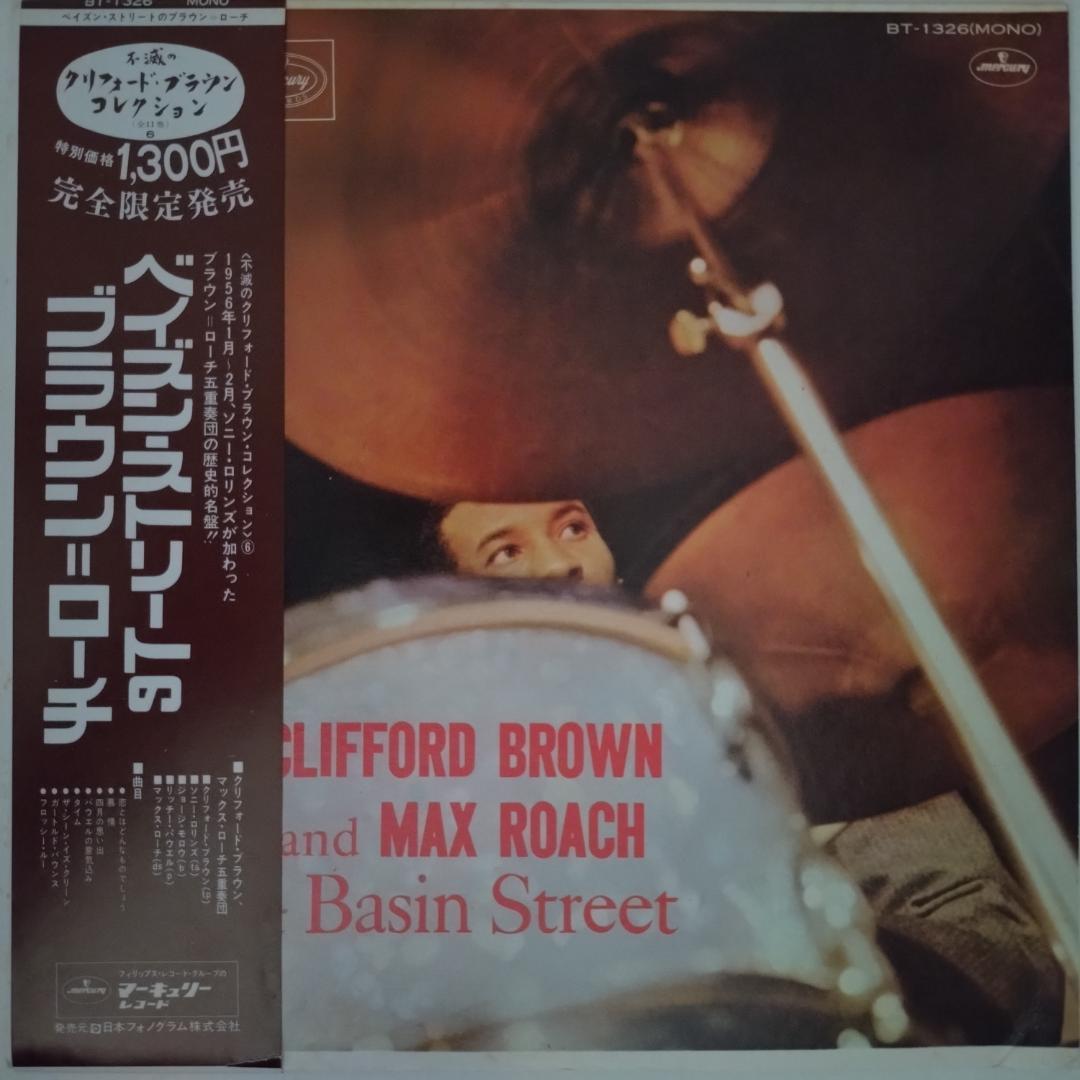 BT-1326 MONO
ベイズン・ストリートのブラウン＝ローチ
不滅の
クリフォード・ブラウン
コレクション
(全11巻)
6
特別価格1,300円
完全限定発売
〈不滅のクリフォード・ブラウン・コレクション〉⑥
1956年1月〜2月、ソニー・ロリンズが加わった
ブラウン＝ローチ五重奏団の歴史的名盤!!
ベイズン・ストリートの
ブラウン＝ローチ
■クリフォード・ブラウン、
マックス・ローチ五重奏団
■クリフォード・ブラウン(tp)
■ソニー・ロリンズ(ts)
■ジョージ・モロウ(b)
■リッチー・パウエル(p)
■マックス・ローチ(ds)
■曲目
●恋とはどんなものでしょう
●慕情
●四月の思い出
●パウエルの意気込み
●タイム
●ザ・シーン・イズ・クリーン
●ガートルド・バウンス
●フロッシー・ルー
mercury
フィリップス・レコード・グループの
マーキュリー
レコード
発売元 日本フォノグラム株式会社
BT-1326(MONO)
mercury
CLIFFORD BROWN
and MAX ROACH
Basin Street